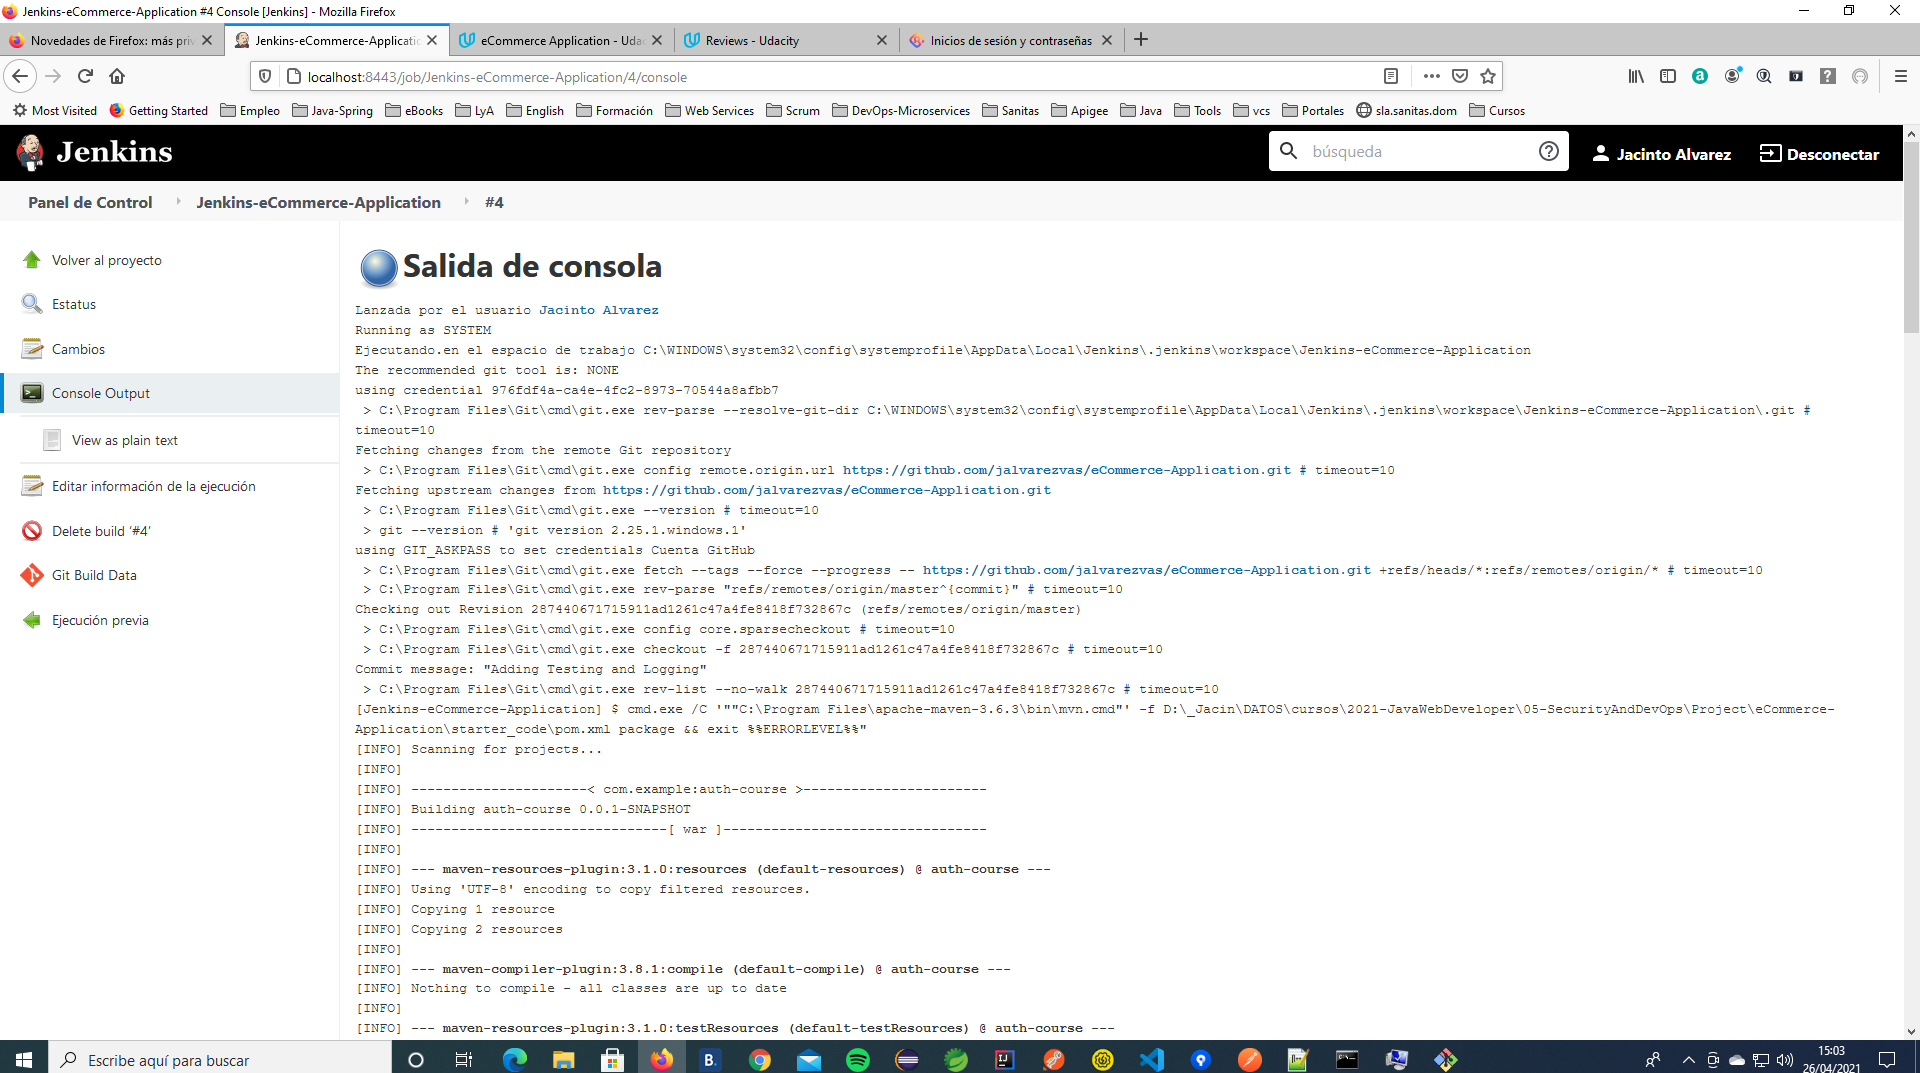 Jenkins-eCommerce-Application #4 Console [Jenkins] - Mozilla Firefox
Novedades de Firefox: más priv
Jenkins-eCommerce-Applicatic
eCommerce Application - Udac
Reviews - Udacity
Inicios de sesión y contraseñas
localhost:8443/job/Jenkins-eCommerce-Application/4/console
Most Visited
Getting Started
Empleo
Java-Spring
eBooks
LyA
English
Formación
Web Services
Scrum
DevOps-Microservices
Sanitas
Apigee
Java
Tools
vcs
Portales
sla.sanitas.dom
Cursos
Jenkins
búsqueda
Jacinto Alvarez
Desconectar
Panel de Control
Jenkins-eCommerce-Application
#4
Volver al proyecto
Estatus
Cambios
Console Output
View as plain text
Editar información de la ejecución
Delete build ‘#4’
Git Build Data
Ejecución previa
Salida de consola
Lanzada por el usuario Jacinto Alvarez
Running as SYSTEM
Ejecutando.en el espacio de trabajo C:\WINDOWS\system32\config\systemprofile\AppData\Local\Jenkins\.jenkins\workspace\Jenkins-eCommerce-Application
The recommended git tool is: NONE
using credential 976fdf4a-ca4e-4fc2-8973-70544a8afbb7
> C:\Program Files\Git\cmd\git.exe rev-parse --resolve-git-dir C:\WINDOWS\system32\config\systemprofile\AppData\Local\Jenkins\.jenkins\workspace\Jenkins-eCommerce-Application\.git #
timeout=10
Fetching changes from the remote Git repository
> C:\Program Files\Git\cmd\git.exe config remote.origin.url https://github.com/jalvarezvas/eCommerce-Application.git # timeout=10
Fetching upstream changes from https://github.com/jalvarezvas/eCommerce-Application.git
> C:\Program Files\Git\cmd\git.exe --version # timeout=10
> git --version # 'git version 2.25.1.windows.1'
using GIT_ASKPASS to set credentials Cuenta GitHub
> C:\Program Files\Git\cmd\git.exe fetch --tags --force --progress -- https://github.com/jalvarezvas/eCommerce-Application.git +refs/heads/*:refs/remotes/origin/* # timeout=10
> C:\Program Files\Git\cmd\git.exe rev-parse "refs/remotes/origin/master^{commit}" # timeout=10
Checking out Revision 287440671715911ad1261c47a4fe8418f732867c (refs/remotes/origin/master)
> C:\Program Files\Git\cmd\git.exe config core.sparsecheckout # timeout=10
> C:\Program Files\Git\cmd\git.exe checkout -f 287440671715911ad1261c47a4fe8418f732867c # timeout=10
Commit message: "Adding Testing and Logging"
> C:\Program Files\Git\cmd\git.exe rev-list --no-walk 287440671715911ad1261c47a4fe8418f732867c # timeout=10
[Jenkins-eCommerce-Application] $ cmd.exe /C '""C:\Program Files\apache-maven-3.6.3\bin\mvn.cmd"' -f D:\_Jacin\DATOS\cursos\2021-JavaWebDeveloper\05-SecurityAndDevOps\Project\eCommerce-
Application\starter_code\pom.xml package && exit %%ERRORLEVEL%%"
[INFO] Scanning for projects...
[INFO]
[INFO] ----------------------< com.example:auth-course >-----------------------
[INFO] Building auth-course 0.0.1-SNAPSHOT
[INFO] --------------------------------[ war ]---------------------------------
[INFO]
[INFO] --- maven-resources-plugin:3.1.0:resources (default-resources) @ auth-course ---
[INFO] Using 'UTF-8' encoding to copy filtered resources.
[INFO] Copying 1 resource
[INFO] Copying 2 resources
[INFO]
[INFO] --- maven-compiler-plugin:3.8.1:compile (default-compile) @ auth-course ---
[INFO] Nothing to compile - all classes are up to date
[INFO]
[INFO] --- maven-resources-plugin:3.1.0:testResources (default-testResources) @ auth-course ---
Escribe aquí para buscar
15:03
26/04/2021